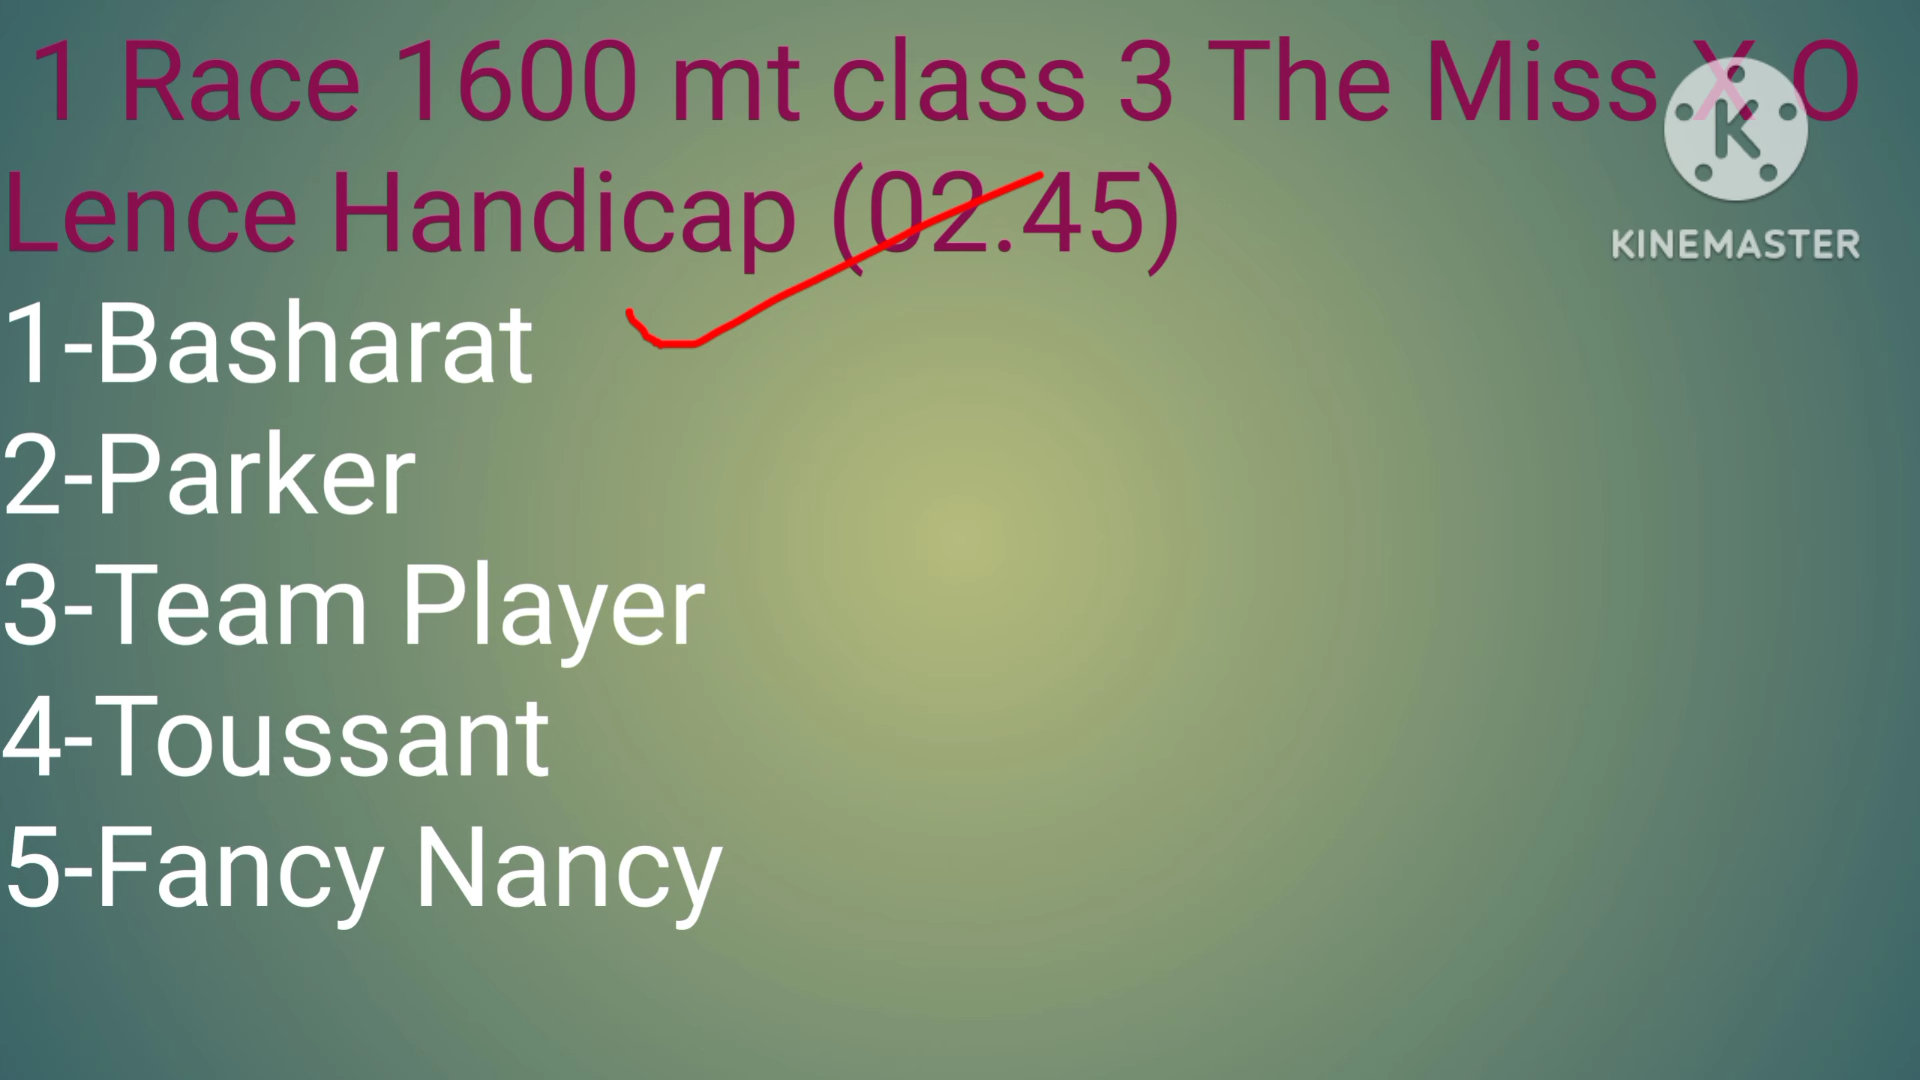 1 Race 1600 mt class 3 The Miss X O
Lence Handicap (02.45)
K
KINEMASTER
1-Basharat
2-Parker
3-Team Player
4-Toussant
5-Fancy Nancy